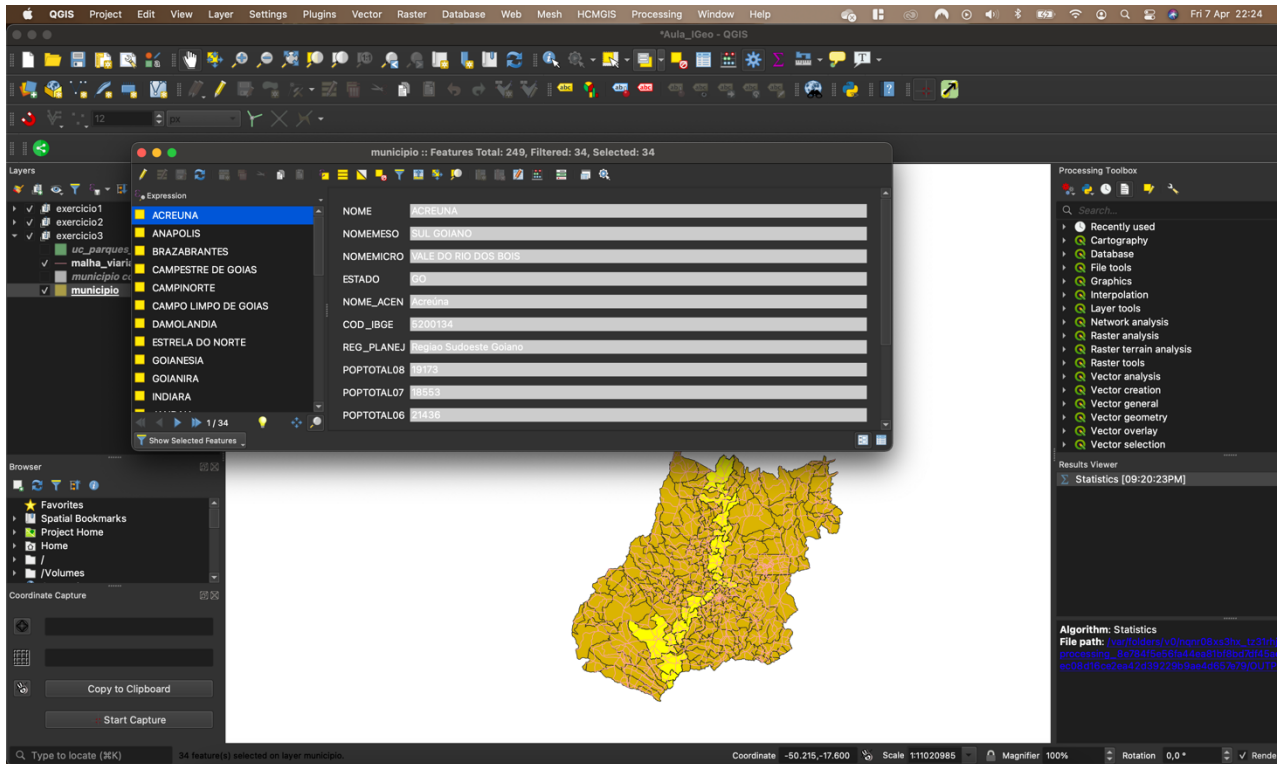 QGIS Project Edit View Layer Settings Plugins Vector Raster Database Web Mesh HCMGIS Processing Window Help Fri 7 Apr 22:24
*Aula_IGeo - QGIS
abc abc abc
12 px
municipio :: Features Total: 249, Filtered: 34, Selected: 34
Layers
exercicio1
exercicio2
exercicio3
uc_parques
malha_viaria
municipio
municipio
Expression
ACREUNA
ANAPOLIS
BRAZABRANTES
CAMPESTRE DE GOIAS
CAMPINORTE
CAMPO LIMPO DE GOIAS
DAMOLANDIA
ESTRELA DO NORTE
GOIANESIA
GOIANIRA
INDIARA
1 / 34
Show Selected Features
NOME ACREUNA
NOMEMESO SUL GOIANO
NOMEMICRO VALE DO RIO DOS BOIS
ESTADO GO
NOME_ACEN Acreúna
COD_IBGE 5200134
REG_PLANEJ Regiao Sudoeste Goiano
POPTOTAL08 19173
POPTOTAL07 18553
POPTOTAL06 21436
Processing Toolbox
Search...
Recently used
Cartography
Database
File tools
Graphics
Interpolation
Layer tools
Network analysis
Raster analysis
Raster terrain analysis
Raster tools
Vector analysis
Vector creation
Vector general
Vector geometry
Vector overlay
Vector selection
Results Viewer
Statistics [09:20:23PM]
Algorithm: Statistics
File path:
Browser
Favorites
Spatial Bookmarks
Project Home
Home
/
/Volumes
Coordinate Capture
Copy to Clipboard
Start Capture
Type to locate (⌘K) 34 feature(s) selected on layer municipio. Coordinate -50.215,-17.600 Scale 1:11020985 Magnifier 100% Rotation 0,0 ° Rende